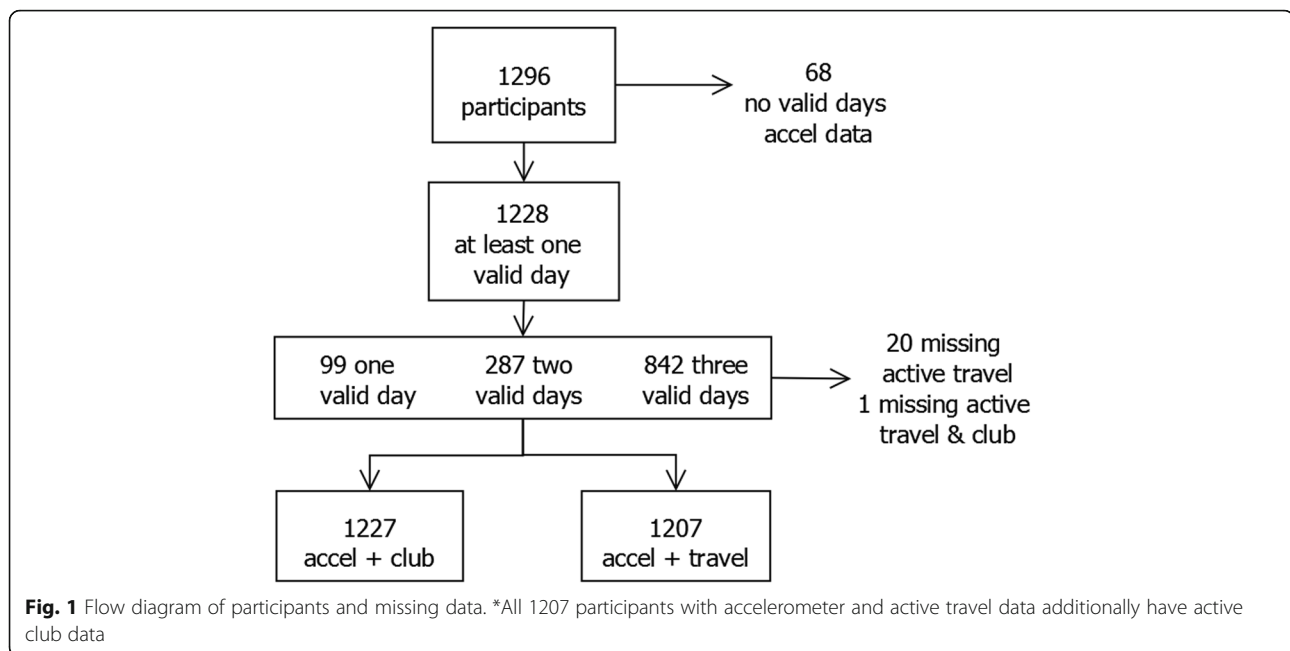 1296
participants
68
no valid days
accel data
1228
at least one
valid day
99 one
valid day
287 two
valid days
842 three
valid days
20 missing
active travel
1 missing active
travel & club
1227
accel + club
1207
accel + travel
Fig. 1 Flow diagram of participants and missing data. *All 1207 participants with accelerometer and active travel data additionally have active
club data